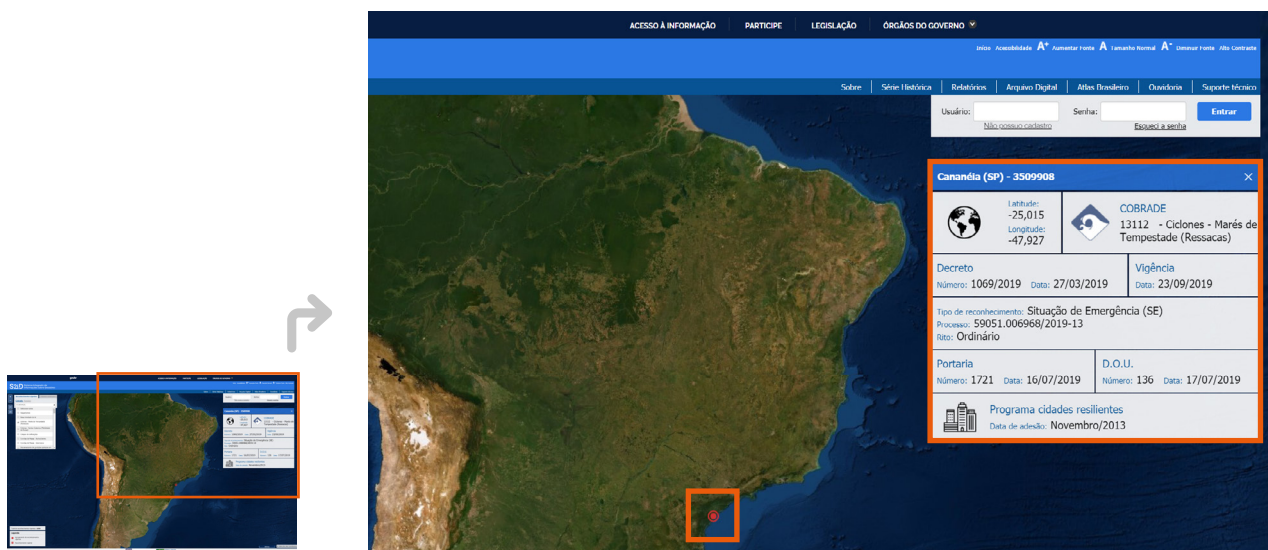 ACESSO À INFORMAÇÃO PARTICIPE LEGISLAÇÃO ÓRGÃOS DO GOVERNO
Início Acessibilidade A+ Aumentar Fonte A Tamanho Normal A- Diminuir Fonte Alto Contraste
Sobre Série Histórica Relatórios Arquivo Digital Atlas Brasileiro Ouvidoria Suporte técnico
Usuário: Senha: Entrar
Não possuo cadastro Esqueci a senha
Cananéia (SP) - 3509908 ×
Latitude:
-25,015
Longitude:
-47,927
COBRADE
13112 - Ciclones - Marés de
Tempestade (Ressacas)
Decreto
Número: 1069/2019 Data: 27/03/2019
Vigência
Data: 23/09/2019
Tipo de reconhecimento: Situação de Emergência (SE)
Processo: 59051.006968/2019-13
Rito: Ordinário
Portaria
Número: 1721 Data: 16/07/2019
D.O.U.
Número: 136 Data: 17/07/2019
Programa cidades resilientes
Data de adesão: Novembro/2013